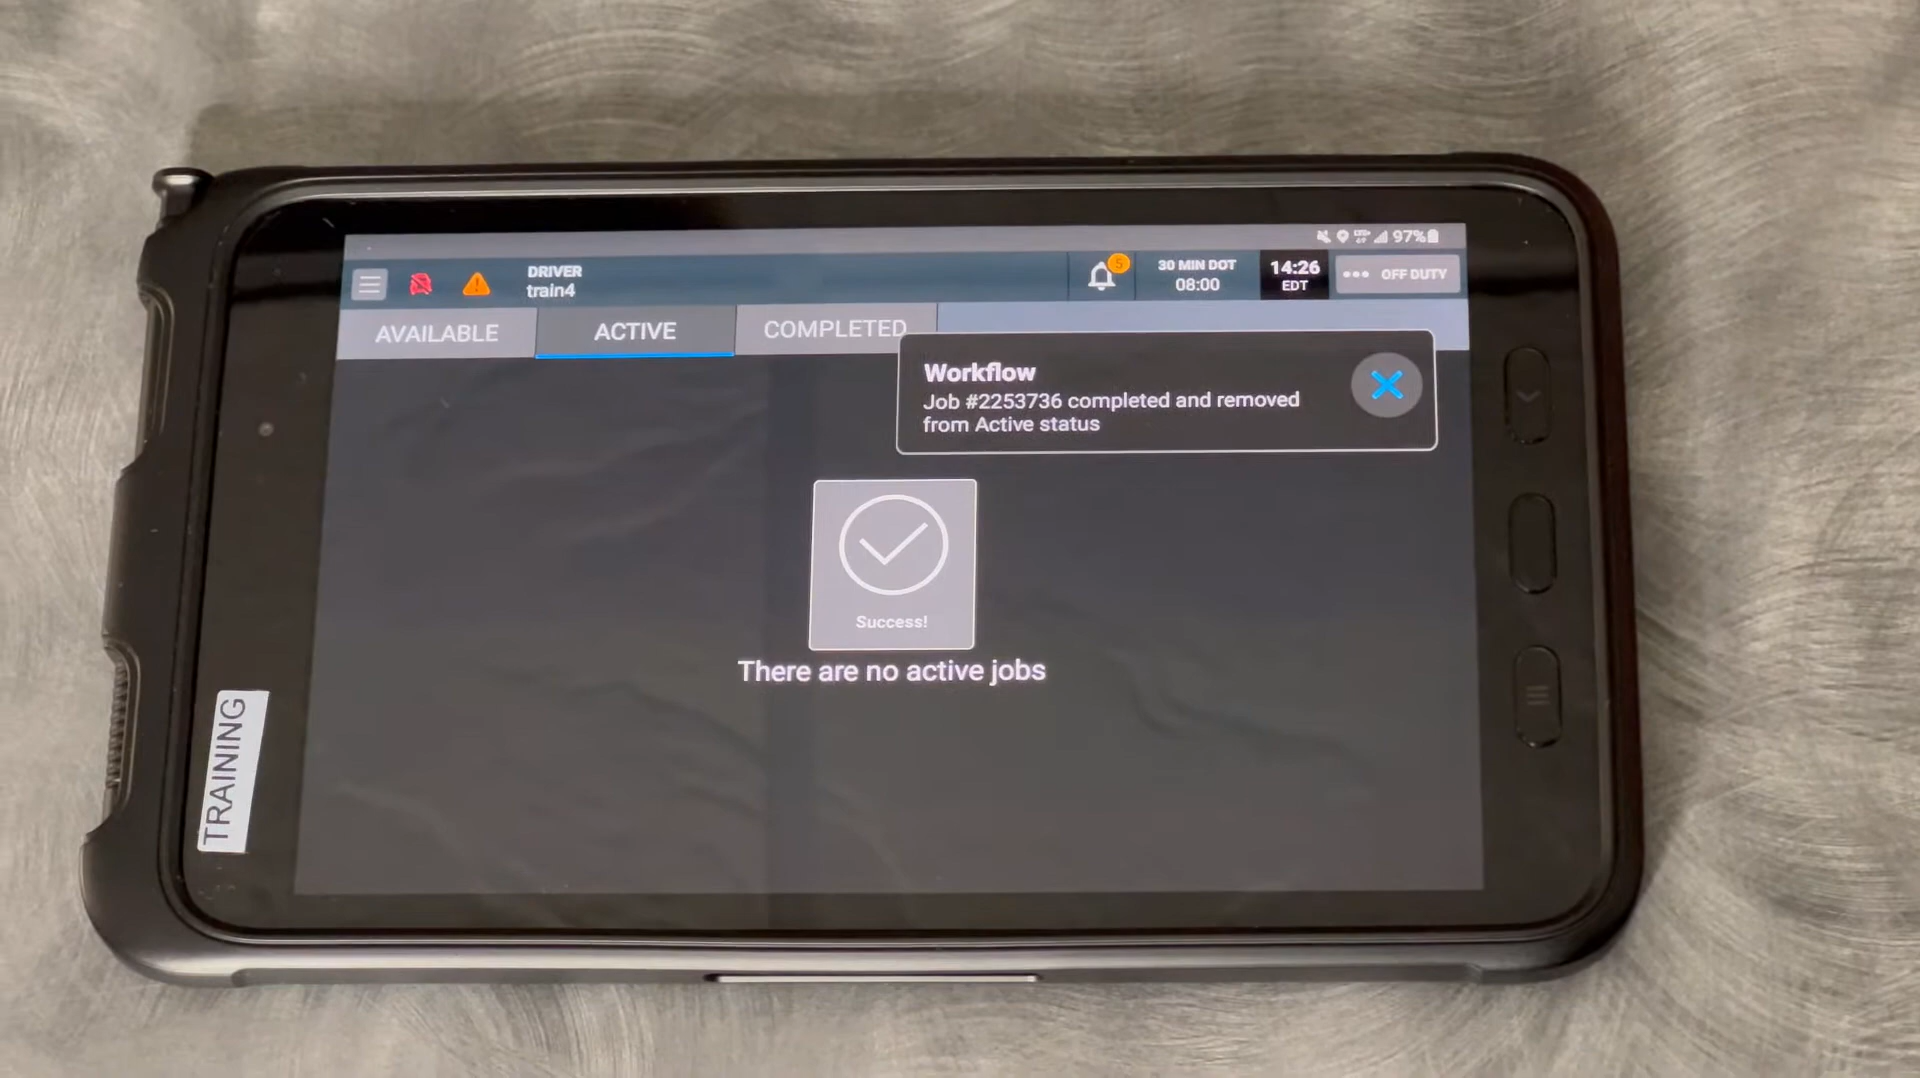 97%
DRIVER
train4
5
30 MIN DOT
08:00
14:26
EDT
OFF DUTY
AVAILABLE
ACTIVE
COMPLETED
Workflow
Job #2253736 completed and removed
from Active status
Success!
There are no active jobs
TRAINING